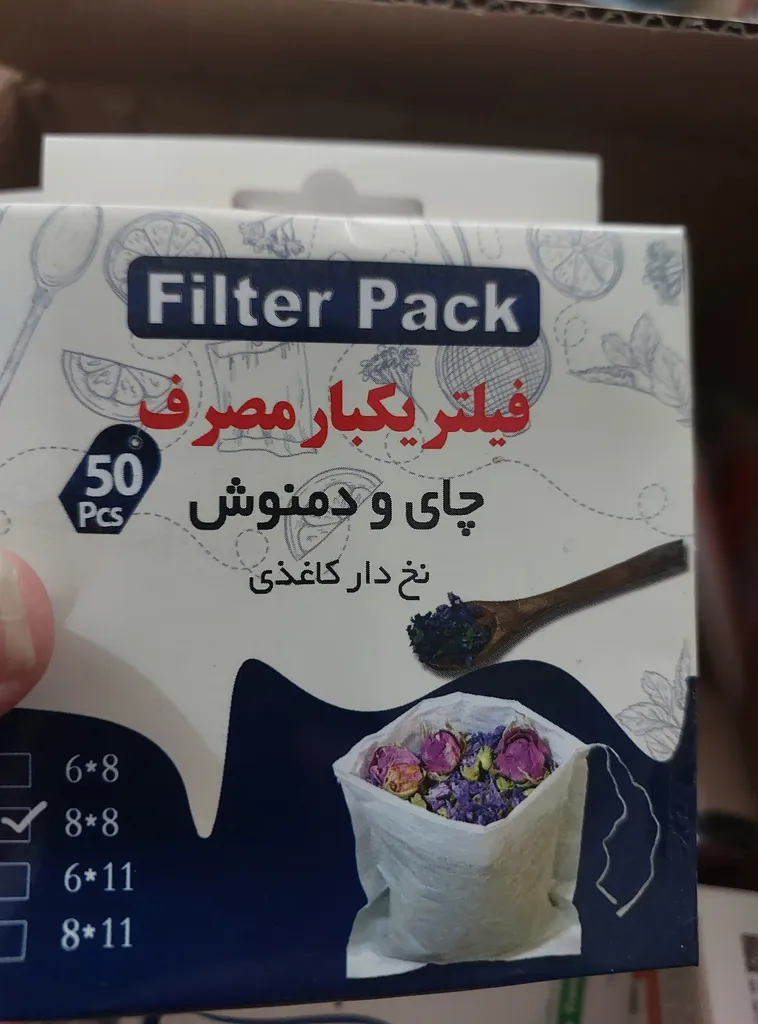 Filter Pack
فیلتر یکبار مصرف
50
Pcs
چای و دمنوش
نخ دار کاغذی
6*8
8*8
6*11
8*11